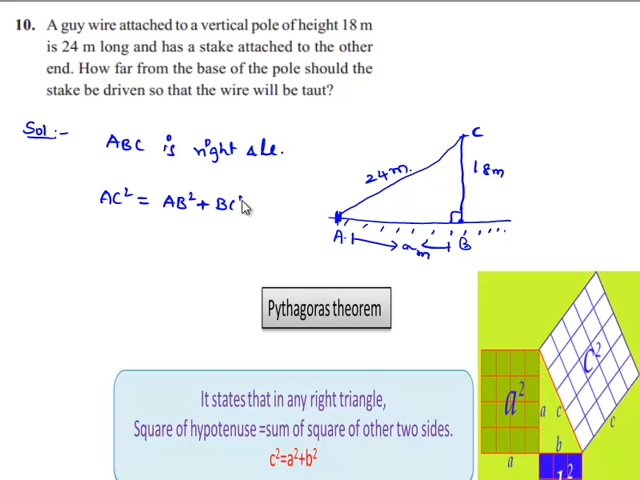 10. A guy wire attached to a vertical pole of height 18 m
is 24 m long and has a stake attached to the other
end. How far from the base of the pole should the
stake be driven so that the wire will be taut?
Sol:-
ABC is right sle.
AC² = AB² + BC²
C
24m.
18m
A
B
a m
Pythagoras theorem
It states that in any right triangle,
Square of hypotenuse =sum of square of other two sides.
c²=a²+b²
C²
a²
a c
c
b
a